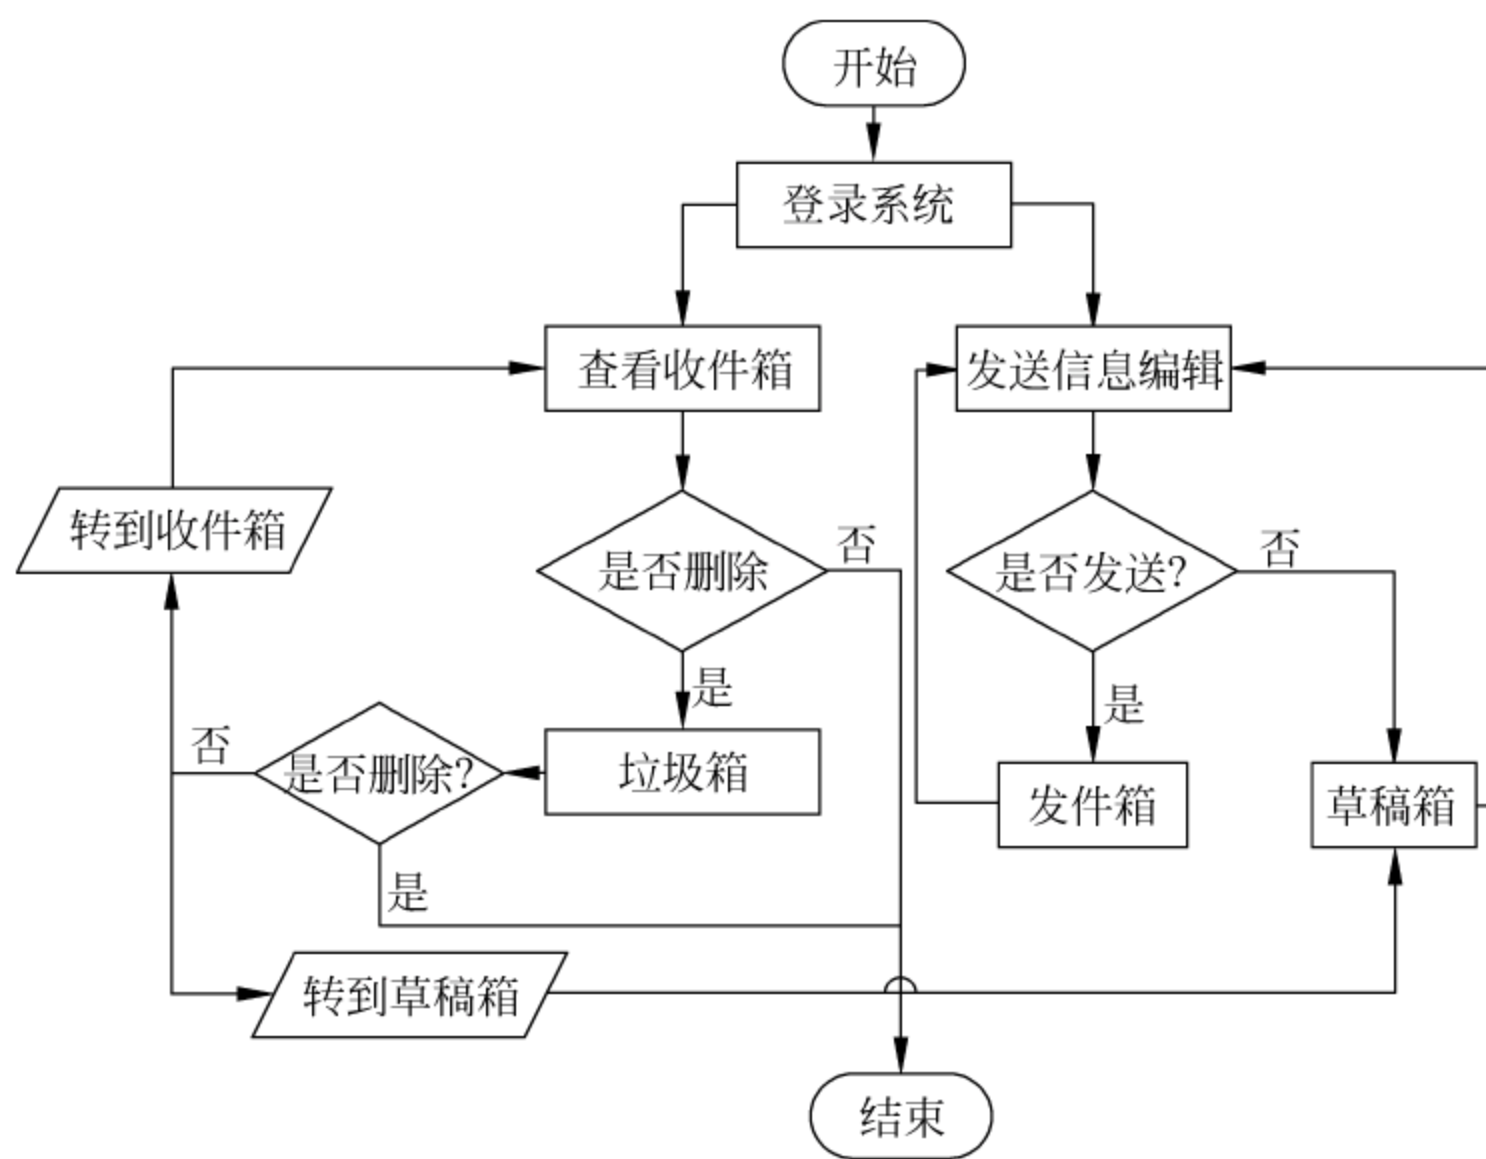 开始
登录系统
查看收件箱
发送信息编辑
转到收件箱
是否删除
否
是否发送?
否
是
是
否
是否删除?
垃圾箱
发件箱
草稿箱
是
转到草稿箱
结束